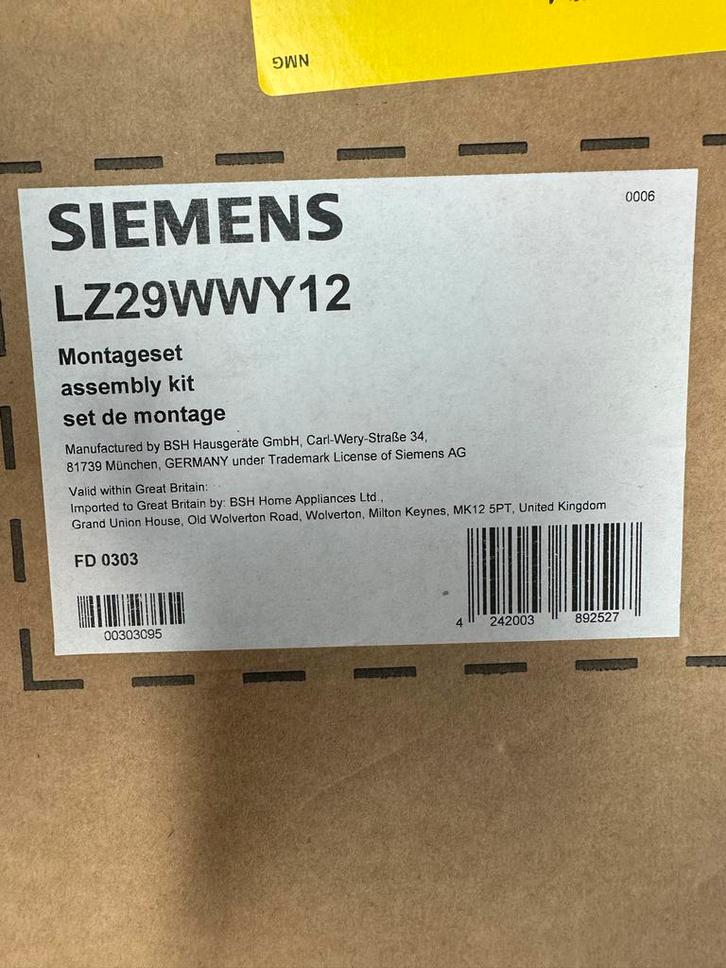 NMG
SIEMENS
0006
LZ29WWY12
Montageset
assembly kit
set de montage
Manufactured by BSH Hausgeräte GmbH, Carl-Wery-Straße 34,
81739 München, GERMANY under Trademark License of Siemens AG
Valid within Great Britain:
Imported to Great Britain by: BSH Home Appliances Ltd.,
Grand Union House, Old Wolverton Road, Wolverton, Milton Keynes, MK12 5PT, United Kingdom
FD 0303
00303095
4 242003 892527